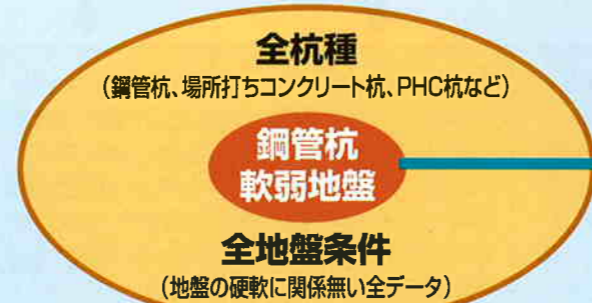 全杭種
(鋼管杭、場所打ちコンクリート杭、PHC杭など)
鋼管杭
軟弱地盤
全地盤条件
(地盤の硬軟に関係無い全データ)